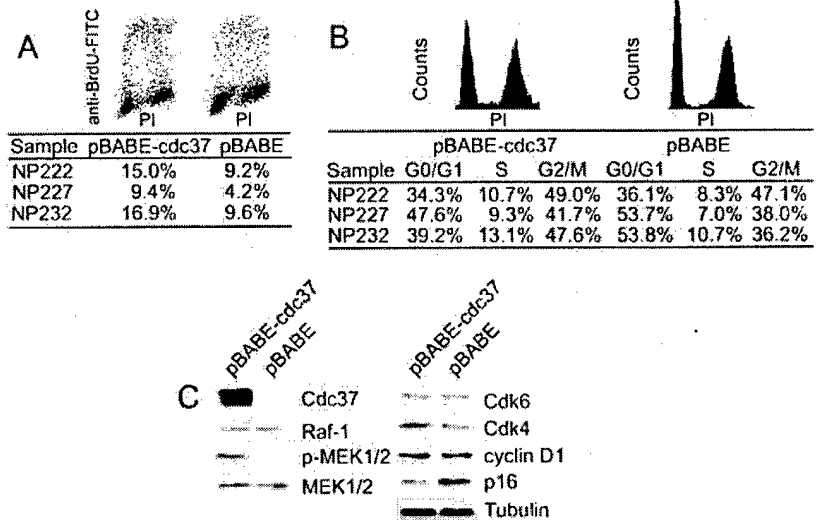 A
anti-BrdU-FITC
PI PI
Sample pBABE-cdc37 pBABE
NP222 15.0% 9.2%
NP227 9.4% 4.2%
NP232 16.9% 9.6%
B
Counts Counts
PI PI
pBABE-cdc37 pBABE
Sample G0/G1 S G2/M G0/G1 S G2/M
NP222 34.3% 10.7% 49.0% 36.1% 8.3% 47.1%
NP227 47.6% 9.3% 41.7% 53.7% 7.0% 38.0%
NP232 39.2% 13.1% 47.6% 53.8% 10.7% 36.2%
C
pBABE-cdc37
pBABE
Cdc37
Raf-1
p-MEK1/2
MEK1/2
pBABE-cdc37
pBABE
Cdk6
Cdk4
cyclin D1
p16
Tubulin